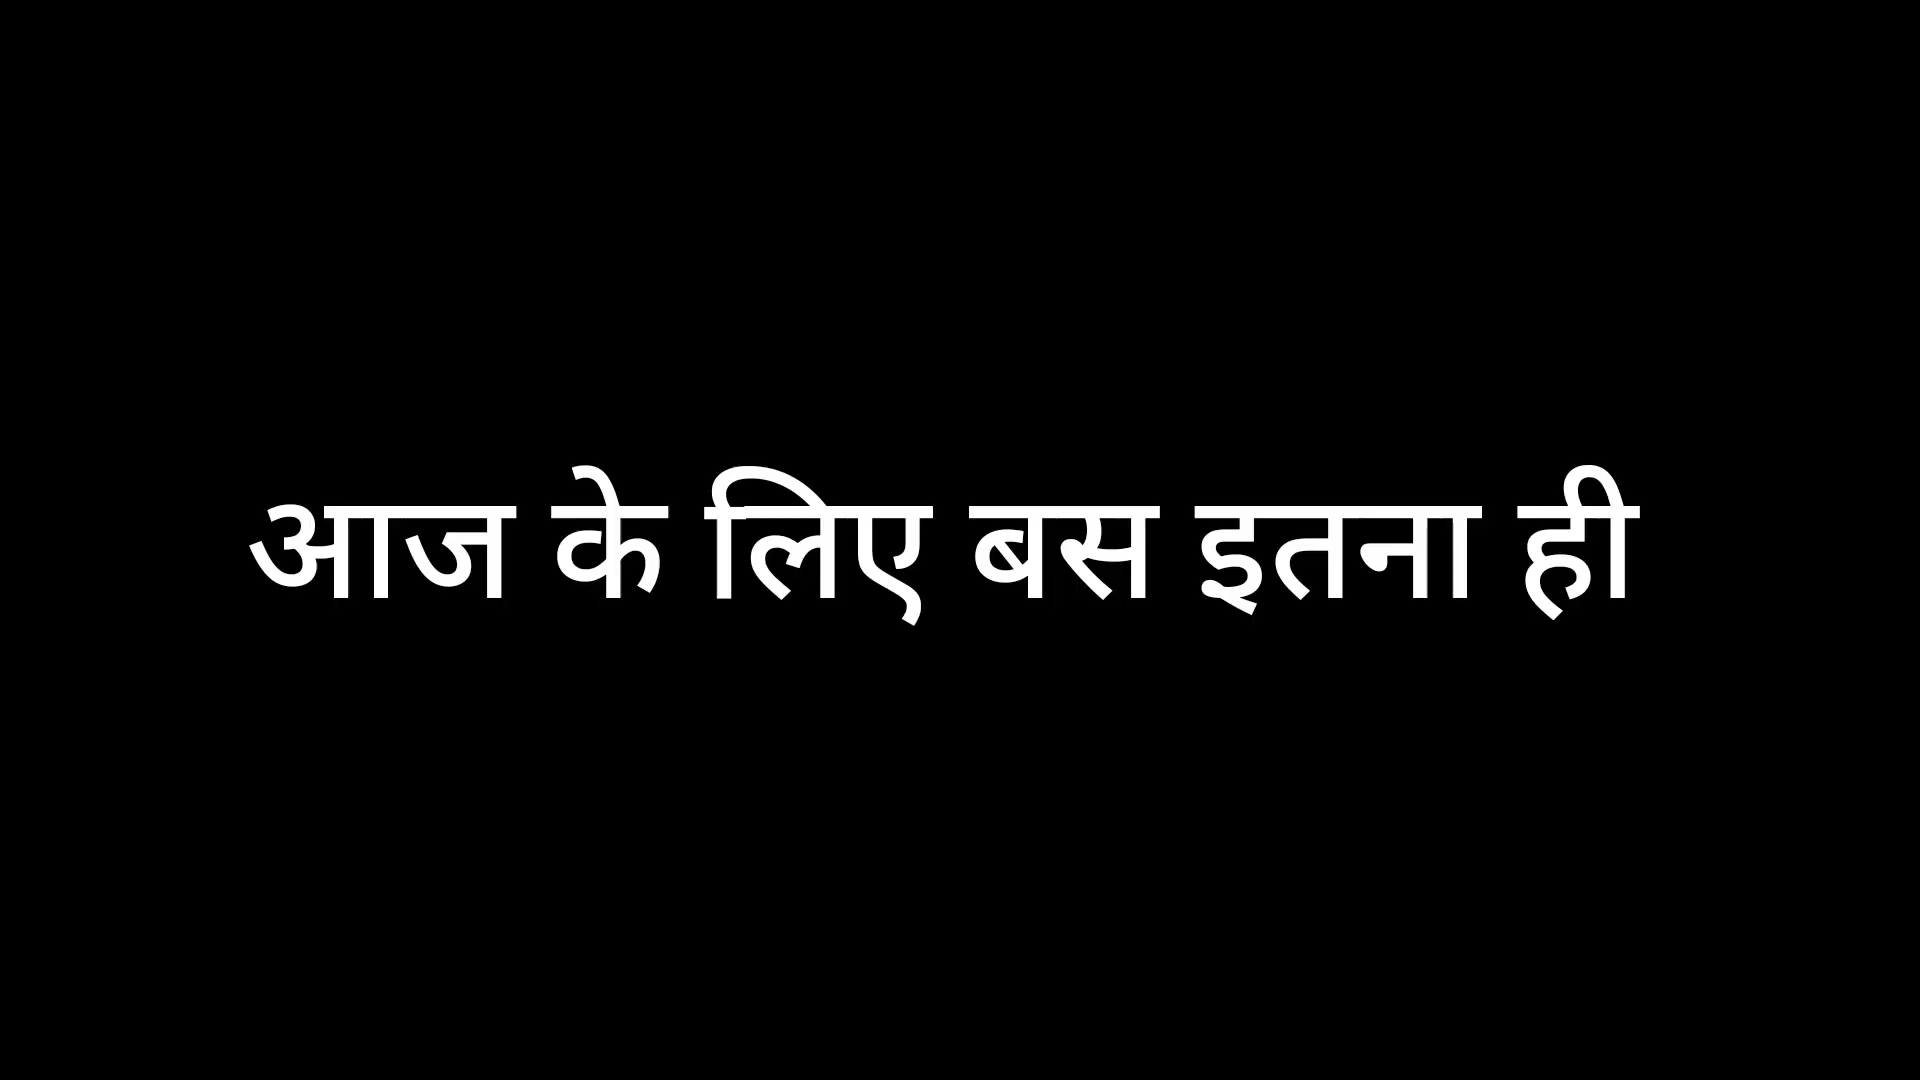 आज के लिए बस इतना ही